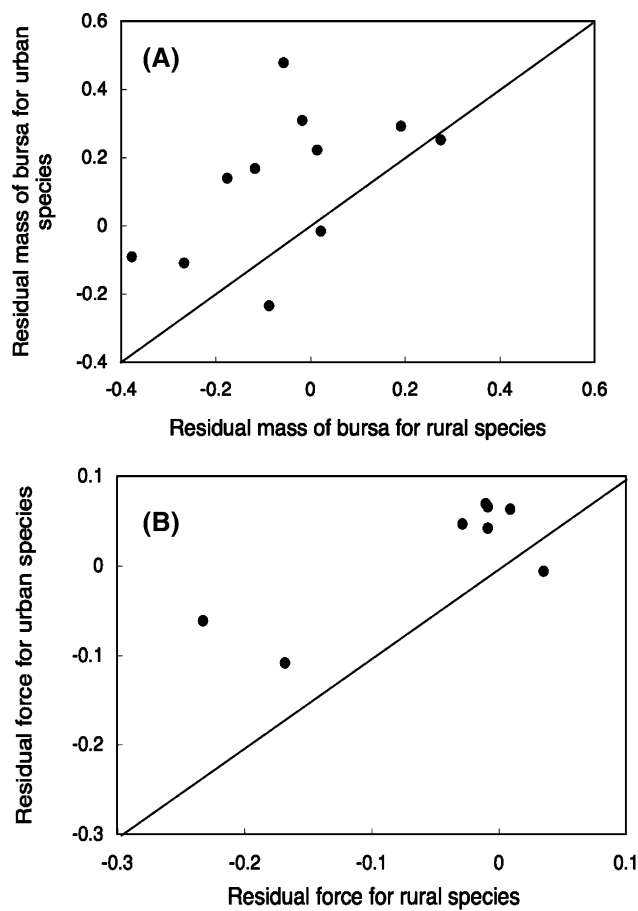 0.6
(A)
0.4
0.2
0
-0.2
-0.4
Residual mass of bursa for urban
species
-0.4 -0.2 0 0.2 0.4 0.6
Residual mass of bursa for rural species
0.1
(B)
0
-0.1
-0.2
-0.3
Residual force for urban species
-0.3 -0.2 -0.1 0 0.1
Residual force for rural species